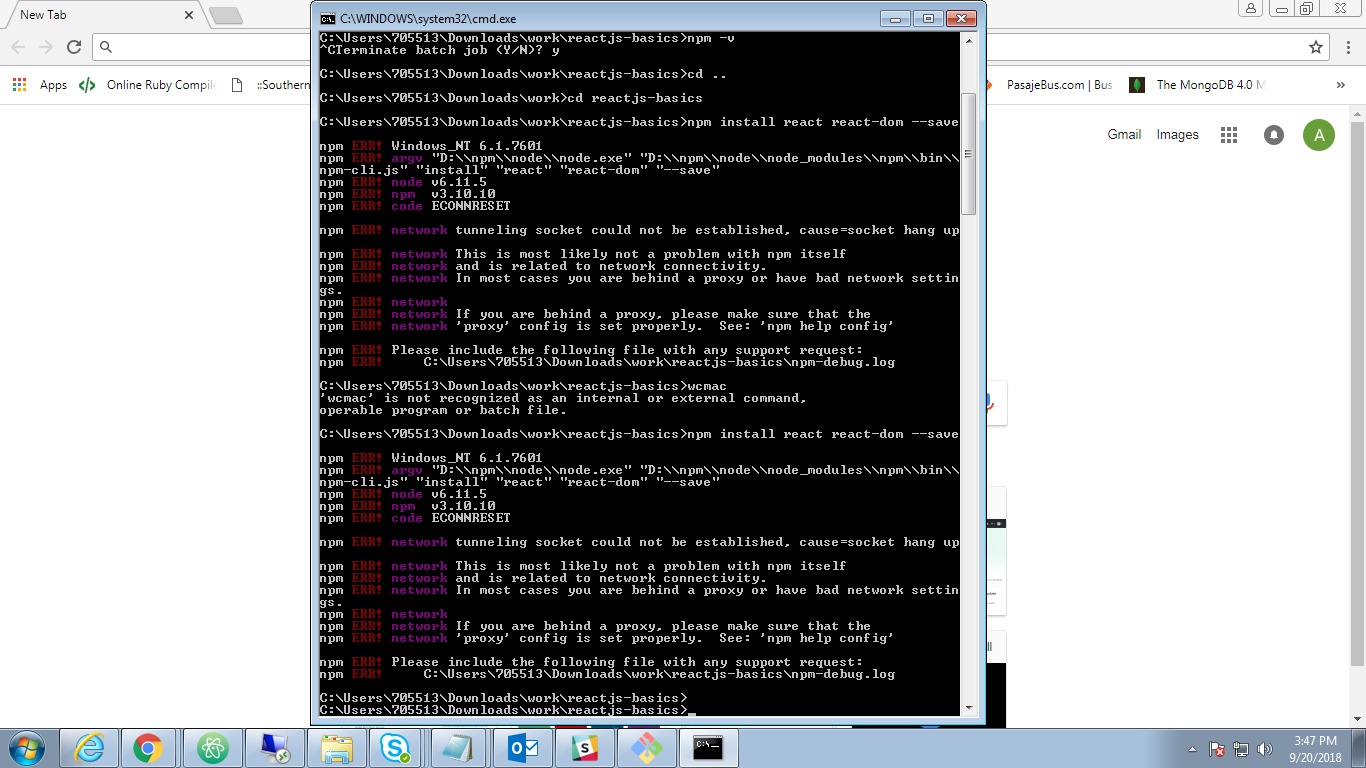 New Tab
C:\WINDOWS\system32\cmd.exe
Apps
Online Ruby Compile
::Southern
PasajeBus.com | Bus
The MongoDB 4.0 M
»
Gmail Images
A
C:\Users\705513\Downloads\work\reactjs-basics>npm -v
^CTerminate batch job (Y/N)? y
C:\Users\705513\Downloads\work\reactjs-basics>cd ..
C:\Users\705513\Downloads\work>cd reactjs-basics
C:\Users\705513\Downloads\work\reactjs-basics>npm install react react-dom --save
npm ERR! Windows_NT 6.1.7601
npm ERR! argv "D:\\npm\\node\\node.exe" "D:\\npm\\node\\node_modules\\npm\\bin\\
npm-cli.js" "install" "react" "react-dom" "--save"
npm ERR! node v6.11.5
npm ERR! npm  v3.10.10
npm ERR! code ECONNRESET
npm ERR! network tunneling socket could not be established, cause=socket hang up
npm ERR! network This is most likely not a problem with npm itself
npm ERR! network and is related to network connectivity.
npm ERR! network In most cases you are behind a proxy or have bad network settin
gs.
npm ERR! network
npm ERR! network If you are behind a proxy, please make sure that the
npm ERR! network 'proxy' config is set properly.  See: 'npm help config'
npm ERR! Please include the following file with any support request:
npm ERR!     C:\Users\705513\Downloads\work\reactjs-basics\npm-debug.log
C:\Users\705513\Downloads\work\reactjs-basics>wcmac
'wcmac' is not recognized as an internal or external command,
operable program or batch file.
C:\Users\705513\Downloads\work\reactjs-basics>npm install react react-dom --save
npm ERR! Windows_NT 6.1.7601
npm ERR! argv "D:\\npm\\node\\node.exe" "D:\\npm\\node\\node_modules\\npm\\bin\\
npm-cli.js" "install" "react" "react-dom" "--save"
npm ERR! node v6.11.5
npm ERR! npm  v3.10.10
npm ERR! code ECONNRESET
npm ERR! network tunneling socket could not be established, cause=socket hang up
npm ERR! network This is most likely not a problem with npm itself
npm ERR! network and is related to network connectivity.
npm ERR! network In most cases you are behind a proxy or have bad network settin
gs.
npm ERR! network
npm ERR! network If you are behind a proxy, please make sure that the
npm ERR! network 'proxy' config is set properly.  See: 'npm help config'
npm ERR! Please include the following file with any support request:
npm ERR!     C:\Users\705513\Downloads\work\reactjs-basics\npm-debug.log
C:\Users\705513\Downloads\work\reactjs-basics>
C:\Users\705513\Downloads\work\reactjs-basics>_
3:47 PM
9/20/2018